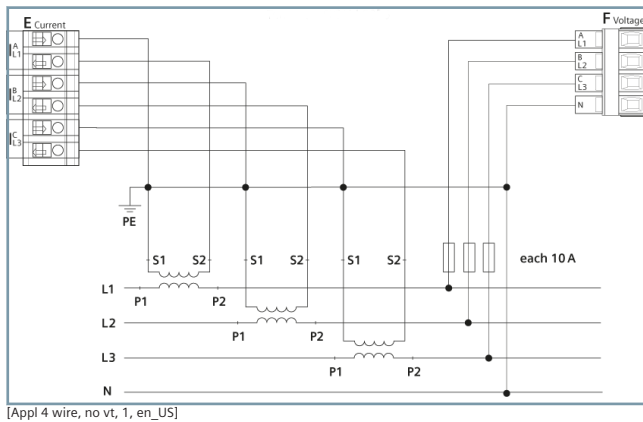 E Current
F Voltage
A
L1
I A
L1
B
L2
I B
L2
C
L3
N
I C
L3
PE
S1 S2 S1 S2 S1 S2
each 10 A
L1
P1 P2
L2
P1 P2
L3
P1 P2
N
[Appl 4 wire, no vt, 1, en_US]